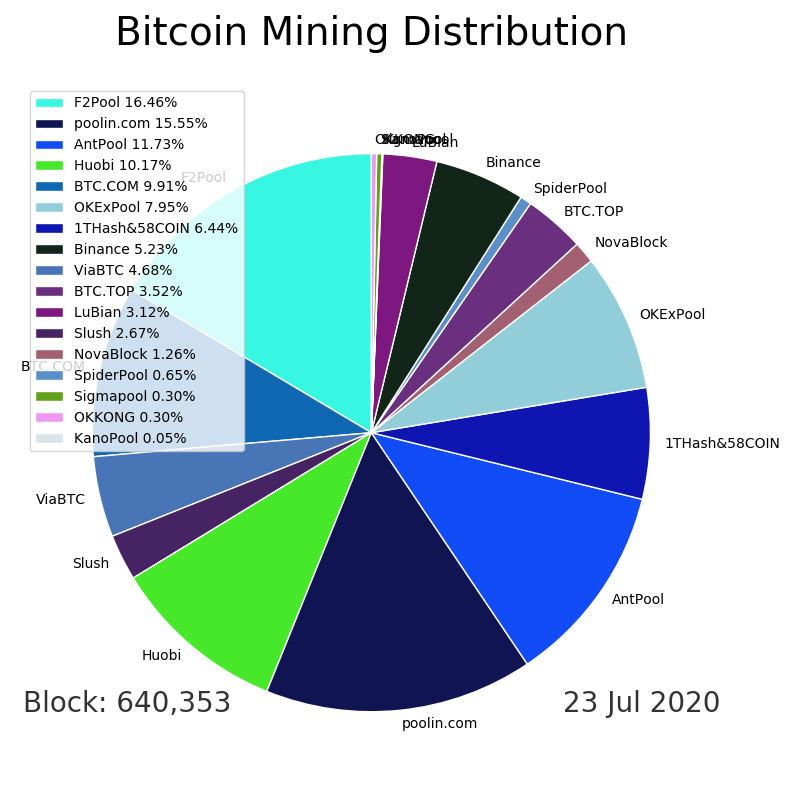 Bitcoin Mining Distribution
F2Pool 16.46%
poolin.com 15.55%
AntPool 11.73%
Huobi 10.17%
BTC.COM 9.91%
OKExPool 7.95%
1THash&58COIN 6.44%
Binance 5.23%
ViaBTC 4.68%
BTC.TOP 3.52%
LuBian 3.12%
Slush 2.67%
NovaBlock 1.26%
SpiderPool 0.65%
Sigmapool 0.30%
OKKONG 0.30%
KanoPool 0.05%
F2Pool
BTC.COM
ViaBTC
Slush
Huobi
poolin.com
AntPool
1THash&58COIN
OKExPool
NovaBlock
BTC.TOP
SpiderPool
Binance
LuBian
Block: 640,353
23 Jul 2020